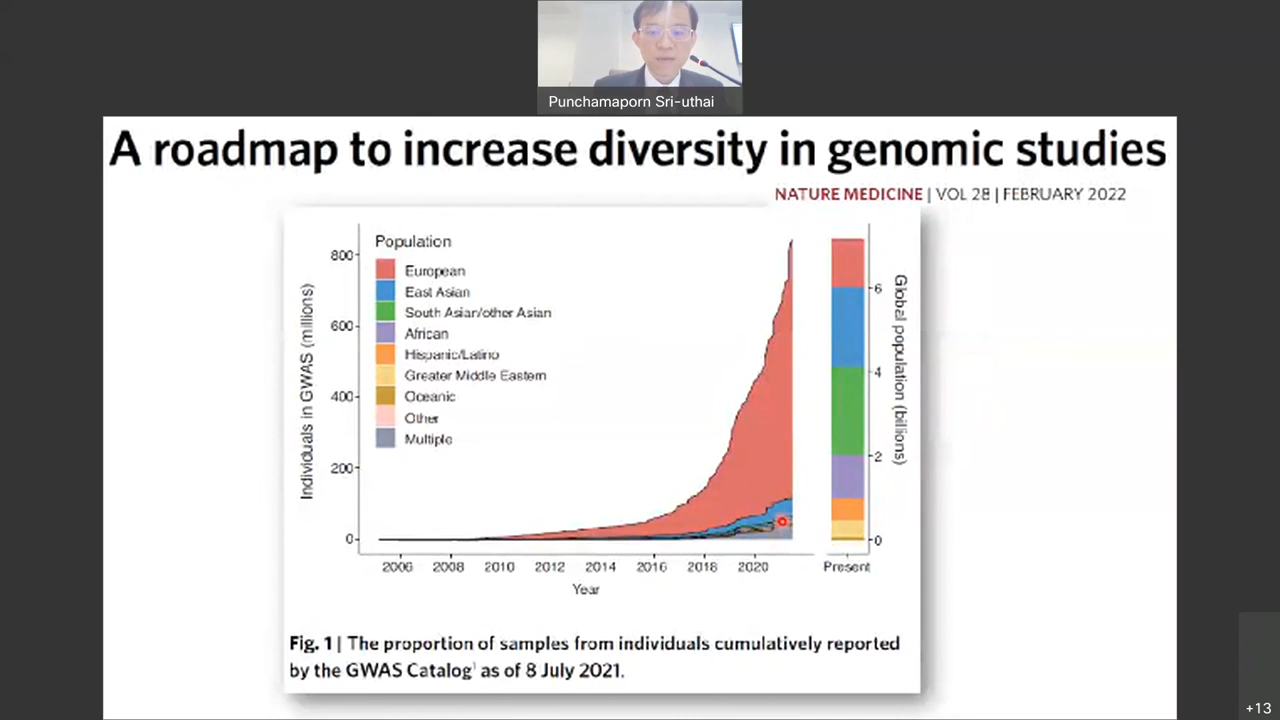 Punchamaporn Sri-uthai
A roadmap to increase diversity in genomic studies
NATURE MEDICINE | VOL 28 | FEBRUARY 2022
Population
European
East Asian
South Asian/other Asian
African
Hispanic/Latino
Greater Middle Eastern
Oceanic
Other
Multiple
Individuals in GWAS (millions)
800
600
400
200
0
2006 2008 2010 2012 2014 2016 2018 2020
Year
6
4
2
0
Present
Global population (billions)
Fig. 1 | The proportion of samples from individuals cumulatively reported
by the GWAS Catalog¹ as of 8 July 2021.
+13